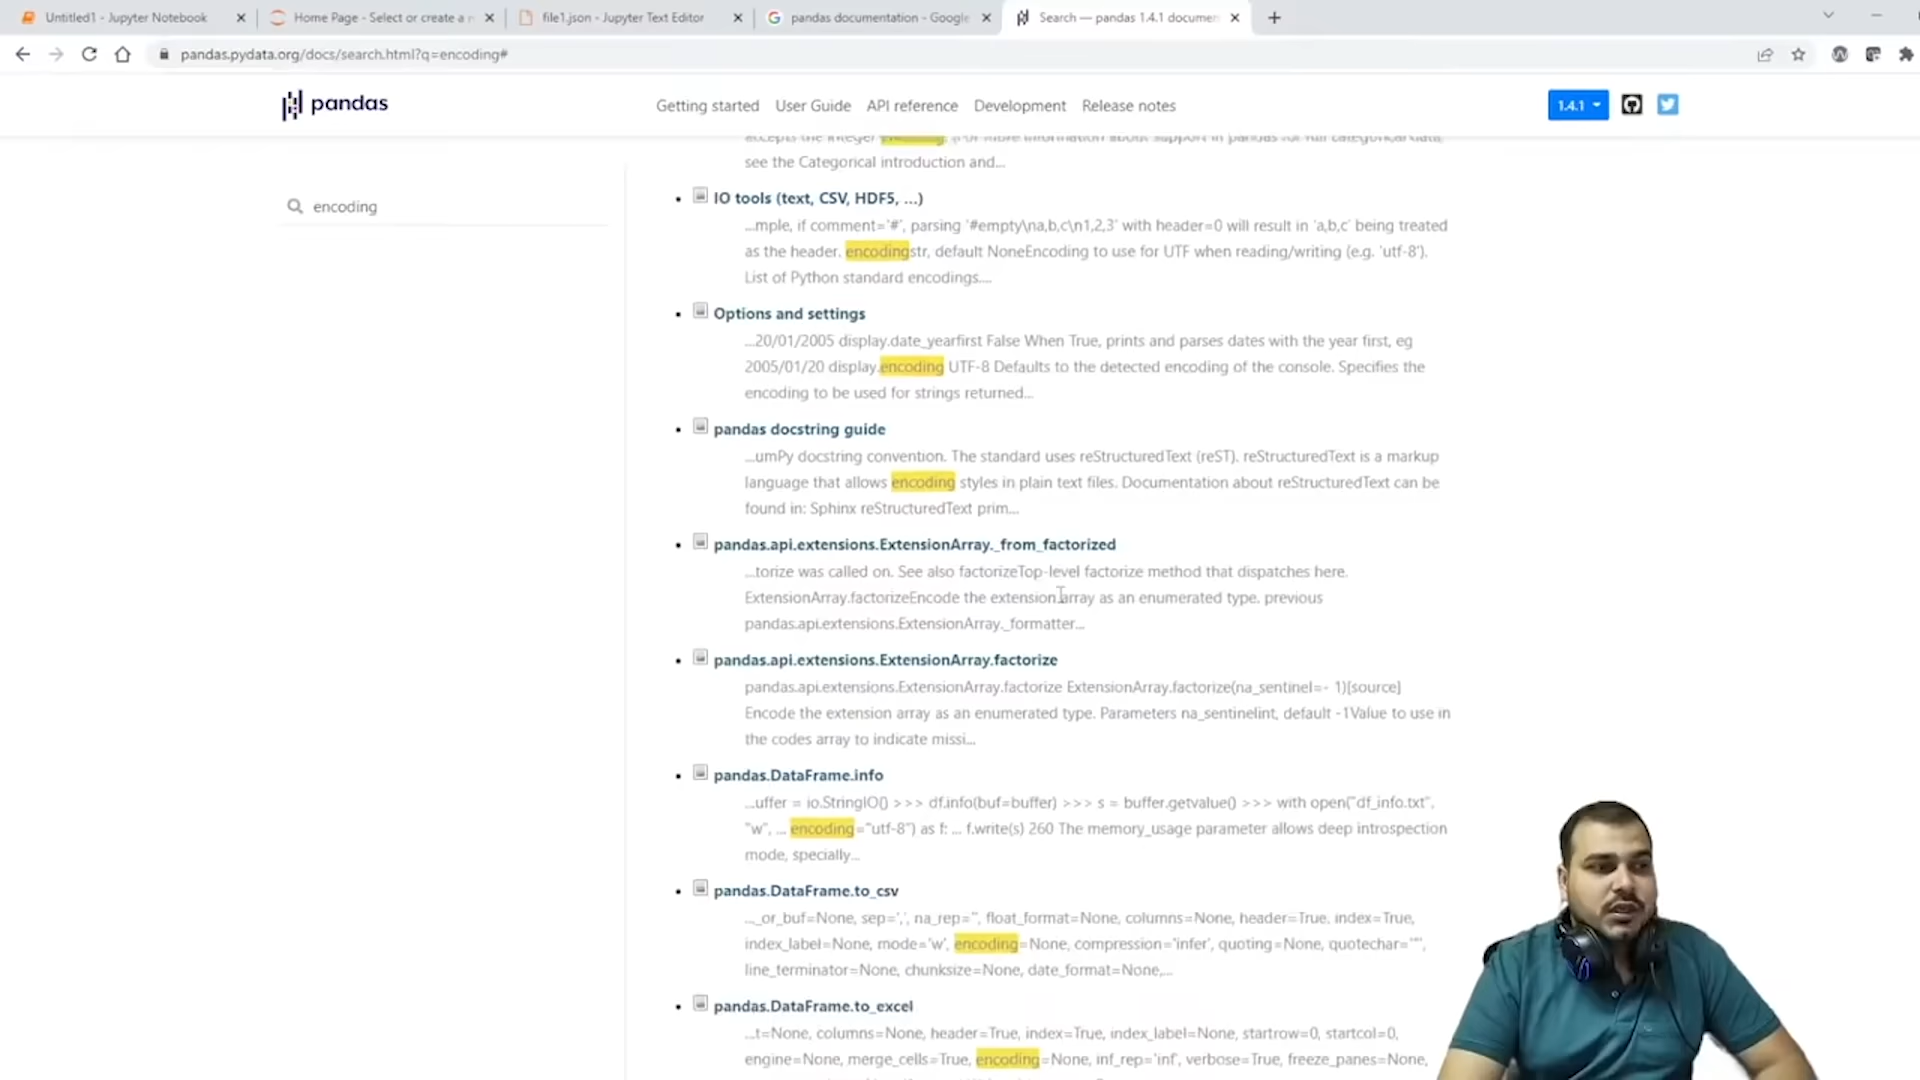 Untitled1 - Jupyter Notebook
Home Page - Select or create a n
file1.json - Jupyter Text Editor
pandas documentation - Google
Search — pandas 1.4.1 documen
pandas.pydata.org/docs/search.html?q=encoding#
pandas
Getting started User Guide API reference Development Release notes
1.4.1
encoding
accepts the integer encoding. (For more information about support in pandas for full categorical data,
see the Categorical introduction and...
IO tools (text, CSV, HDF5, ...)
...mple, if comment='#', parsing '#empty\na,b,c\n1,2,3' with header=0 will result in 'a,b,c' being treated
as the header. encodingstr, default NoneEncoding to use for UTF when reading/writing (e.g. 'utf-8').
List of Python standard encodings....
Options and settings
...20/01/2005 display.date_yearfirst False When True, prints and parses dates with the year first, eg
2005/01/20 display.encoding UTF-8 Defaults to the detected encoding of the console. Specifies the
encoding to be used for strings returned...
pandas docstring guide
...umPy docstring convention. The standard uses reStructuredText (reST). reStructuredText is a markup
language that allows encoding styles in plain text files. Documentation about reStructuredText can be
found in: Sphinx reStructuredText prim...
pandas.api.extensions.ExtensionArray._from_factorized
...torize was called on. See also factorizeTop-level factorize method that dispatches here.
ExtensionArray.factorizeEncode the extension array as an enumerated type. previous
pandas.api.extensions.ExtensionArray._formatter...
pandas.api.extensions.ExtensionArray.factorize
pandas.api.extensions.ExtensionArray.factorize ExtensionArray.factorize(na_sentinel=- 1)[source]
Encode the extension array as an enumerated type. Parameters na_sentinelint, default -1Value to use in
the codes array to indicate missi...
pandas.DataFrame.info
...uffer = io.StringIO() >>> df.info(buf=buffer) >>> s = buffer.getvalue() >>> with open("df_info.txt",
"w", ... encoding="utf-8") as f: ... f.write(s) 260 The memory_usage parameter allows deep introspection
mode, specially...
pandas.DataFrame.to_csv
..._or_buf=None, sep=',', na_rep='', float_format=None, columns=None, header=True, index=True,
index_label=None, mode='w', encoding=None, compression='infer', quoting=None, quotechar='"',
line_terminator=None, chunksize=None, date_format=None,...
pandas.DataFrame.to_excel
...t=None, columns=None, header=True, index=True, index_label=None, startrow=0, startcol=0,
engine=None, merge_cells=True, encoding=None, inf_rep='inf', verbose=True, freeze_panes=None,